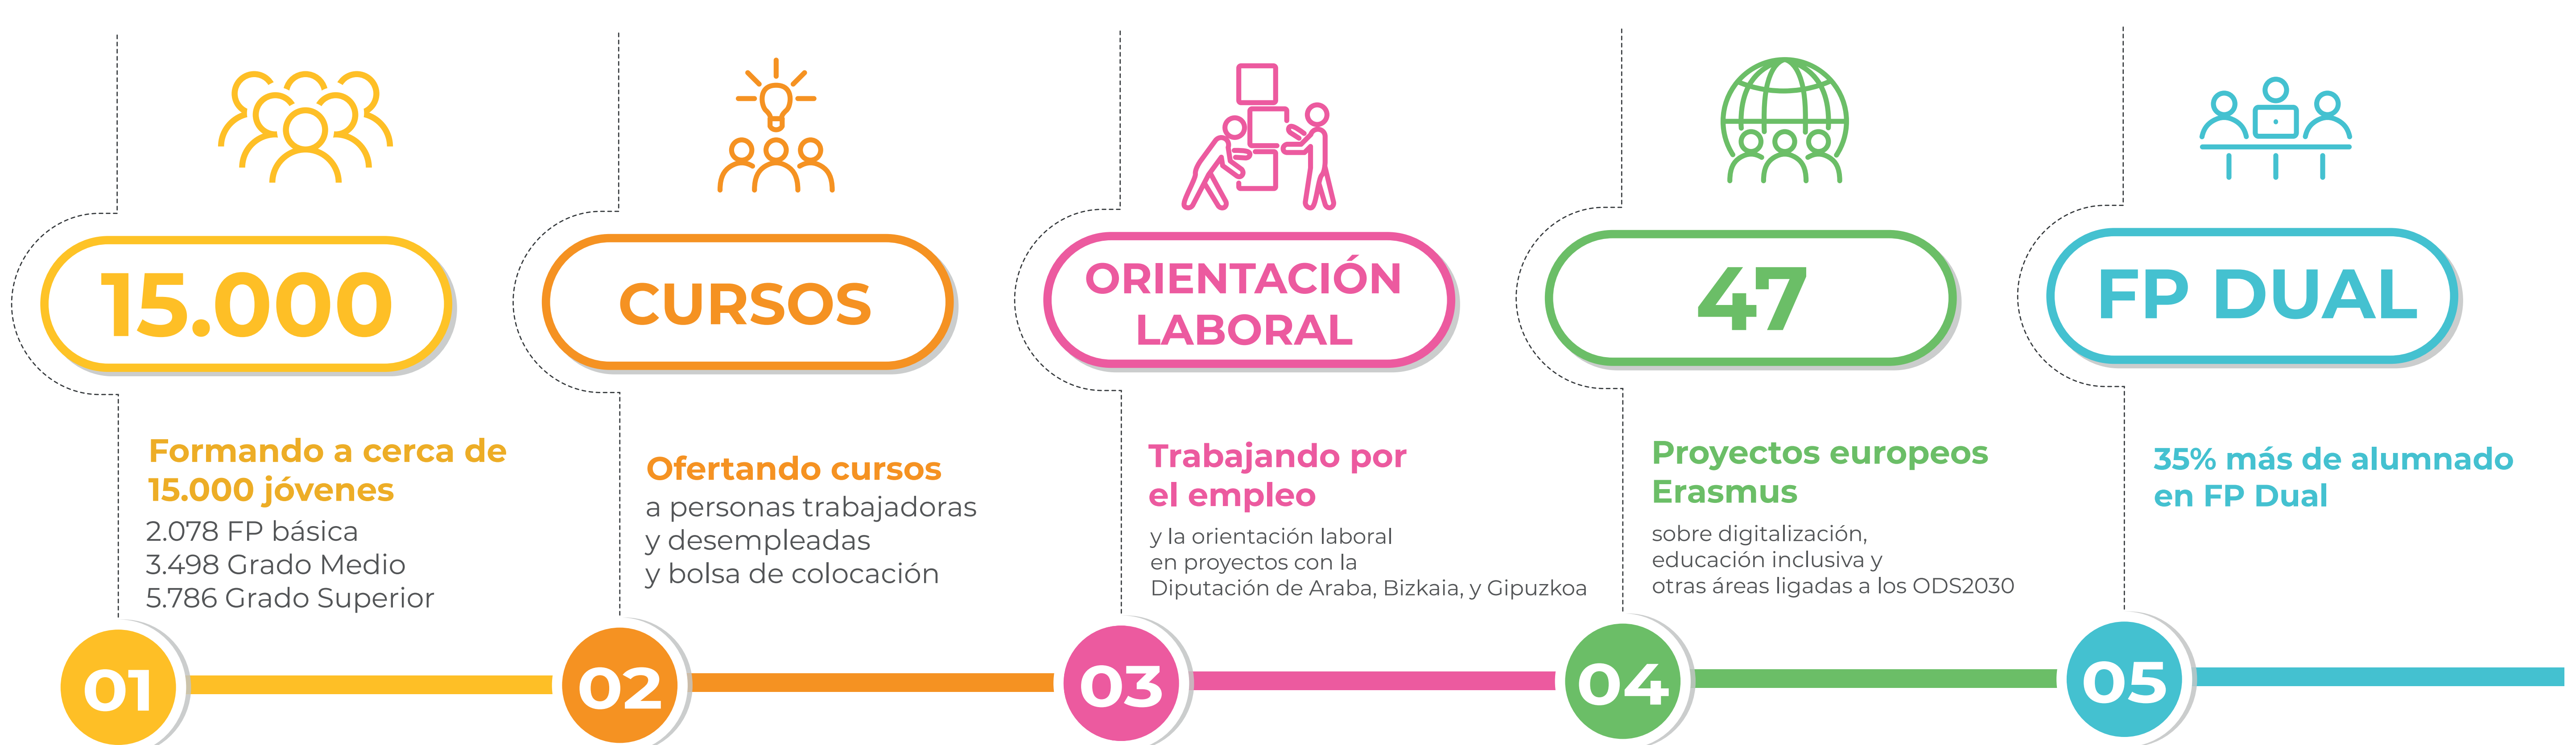 15.000
Formando a cerca de
15.000 jóvenes
2.078 FP básica
3.498 Grado Medio
5.786 Grado Superior
01
CURSOS
Ofertando cursos
a personas trabajadoras
y desempleadas
y bolsa de colocación
02
ORIENTACIÓN
LABORAL
Trabajando por
el empleo
y la orientación laboral
en proyectos con la
Diputación de Araba, Bizkaia, y Gipuzkoa
03
47
Proyectos europeos
Erasmus
sobre digitalización,
educación inclusiva y
otras áreas ligadas a los ODS2030
04
FP DUAL
35% más de alumnado
en FP Dual
05